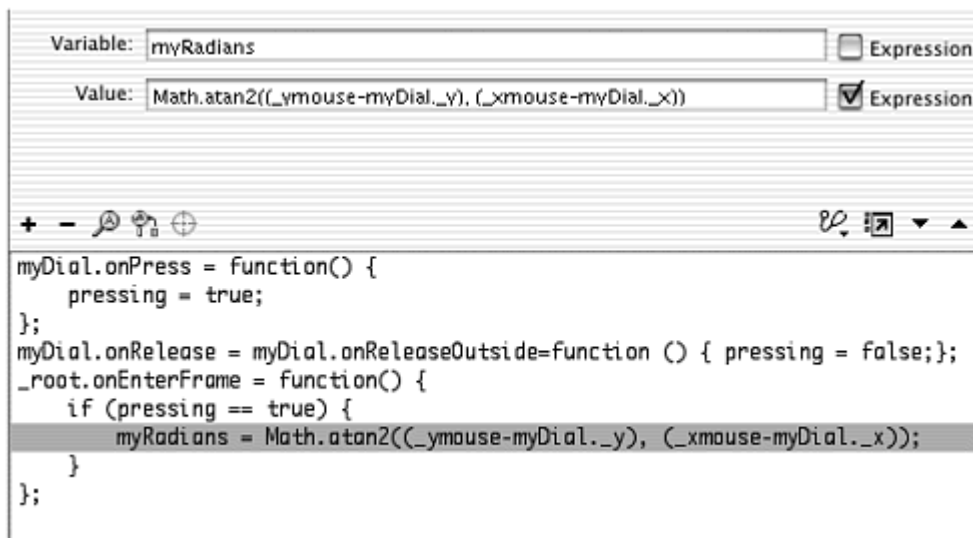 Variable: myRadians Expression
Value: Math.atan2((_ymouse-myDial._y), (_xmouse-myDial._x)) Expression
myDial.onPress = function() {
    pressing = true;
};
myDial.onRelease = myDial.onReleaseOutside=function () { pressing = false;};
_root.onEnterFrame = function() {
    if (pressing == true) {
        myRadians = Math.atan2((_ymouse-myDial._y), (_xmouse-myDial._x));
    }
};